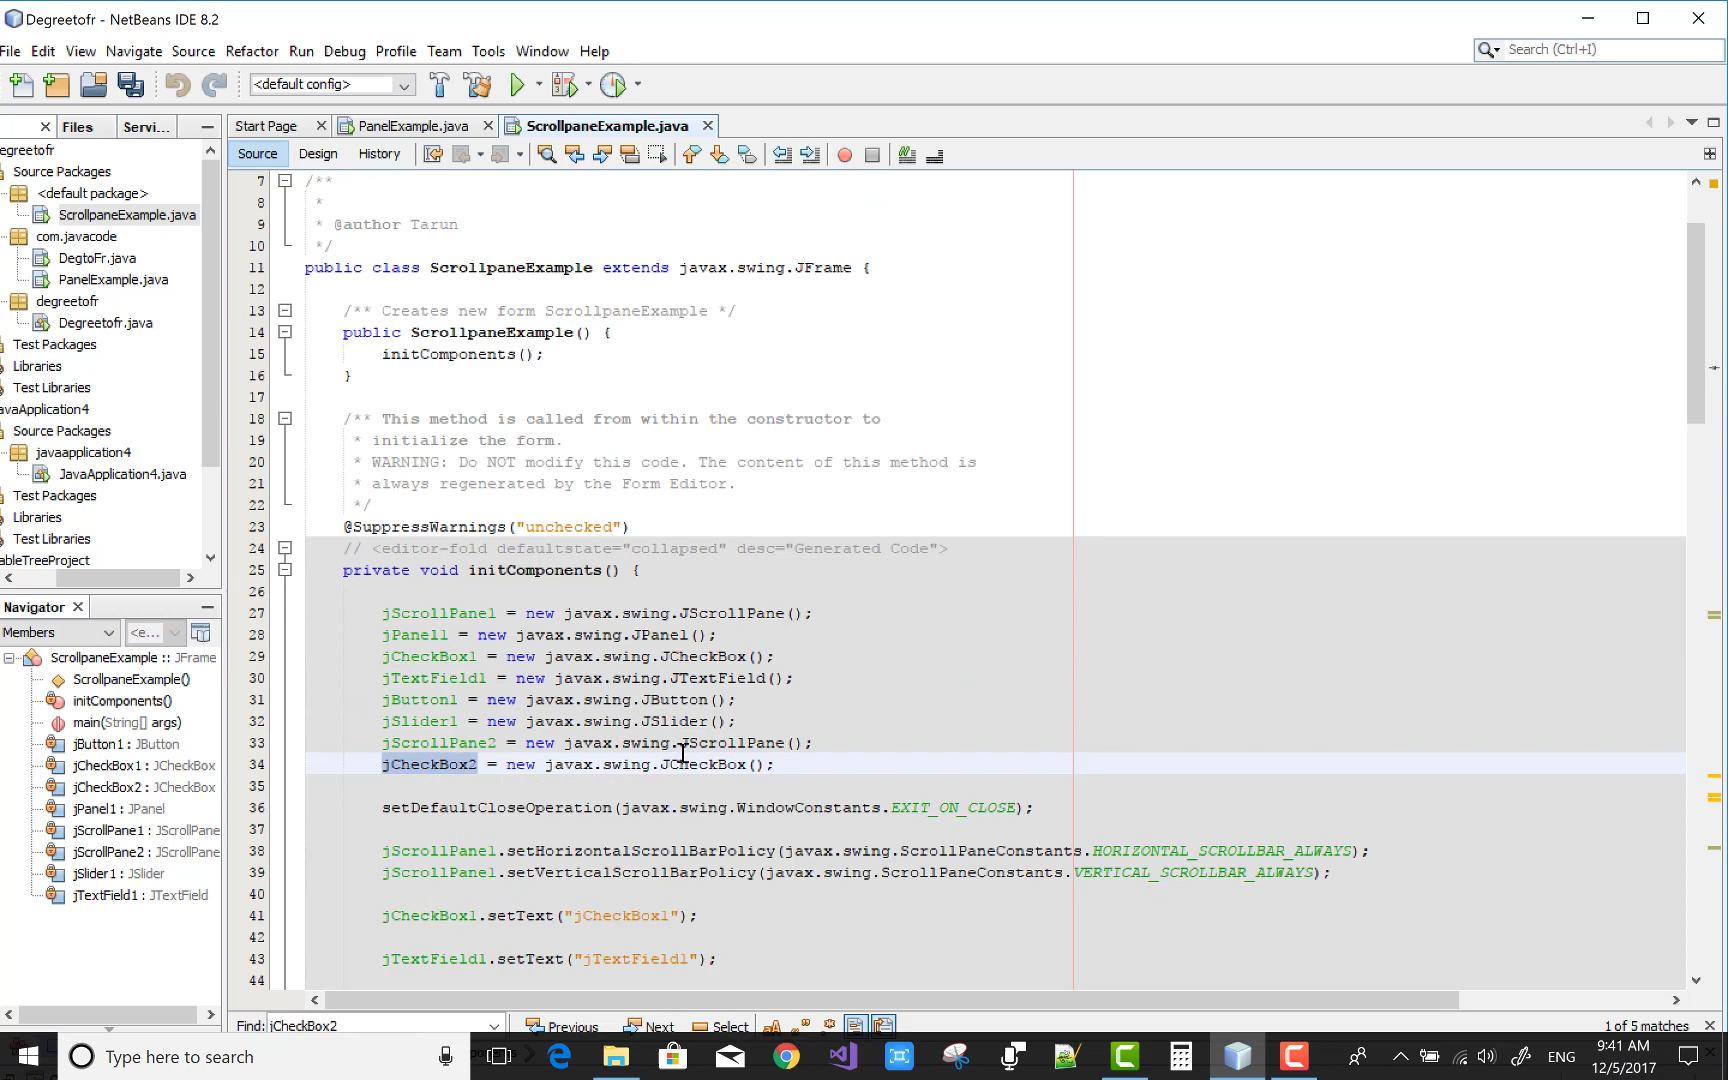 Degreetofr - NetBeans IDE 8.2
File Edit View Navigate Source Refactor Run Debug Profile Team Tools Window Help
Search (Ctrl+I)
<default config>
Files Servi...
Start Page PanelExample.java ScrollpaneExample.java
Source Design History
egreetofr
Source Packages
<default package>
ScrollpaneExample.java
com.javacode
DegtoFr.java
PanelExample.java
degreetofr
Degreetofr.java
Test Packages
Libraries
Test Libraries
avaApplication4
Source Packages
javaapplication4
JavaApplication4.java
Test Packages
Libraries
Test Libraries
ableTreeProject
Navigator
Members <e...
ScrollpaneExample :: JFrame
ScrollpaneExample()
initComponents()
main(String[] args)
jButton1 : JButton
jCheckBox1 : JCheckBox
jCheckBox2 : JCheckBox
jPanel1 : JPanel
jScrollPane1 : JScrollPane
jScrollPane2 : JScrollPane
jSlider1 : JSlider
jTextField1 : JTextField
7 /**
8 *
9 * @author Tarun
10 */
11 public class ScrollpaneExample extends javax.swing.JFrame {
12
13 /** Creates new form ScrollpaneExample */
14 public ScrollpaneExample() {
15 initComponents();
16 }
17
18 /** This method is called from within the constructor to
19 * initialize the form.
20 * WARNING: Do NOT modify this code. The content of this method is
21 * always regenerated by the Form Editor.
22 */
23 @SuppressWarnings("unchecked")
24 // <editor-fold defaultstate="collapsed" desc="Generated Code">
25 private void initComponents() {
26
27 jScrollPane1 = new javax.swing.JScrollPane();
28 jPanel1 = new javax.swing.JPanel();
29 jCheckBox1 = new javax.swing.JCheckBox();
30 jTextField1 = new javax.swing.JTextField();
31 jButton1 = new javax.swing.JButton();
32 jSlider1 = new javax.swing.JSlider();
33 jScrollPane2 = new javax.swing.JScrollPane();
34 jCheckBox2 = new javax.swing.JCheckBox();
35
36 setDefaultCloseOperation(javax.swing.WindowConstants.EXIT_ON_CLOSE);
37
38 jScrollPane1.setHorizontalScrollBarPolicy(javax.swing.ScrollPaneConstants.HORIZONTAL_SCROLLBAR_ALWAYS);
39 jScrollPane1.setVerticalScrollBarPolicy(javax.swing.ScrollPaneConstants.VERTICAL_SCROLLBAR_ALWAYS);
40
41 jCheckBox1.setText("jCheckBox1");
42
43 jTextField1.setText("jTextField1");
44
Find: jCheckBox2 Previous Next Select 1 of 5 matches
Type here to search
ENG
9:41 AM
12/5/2017